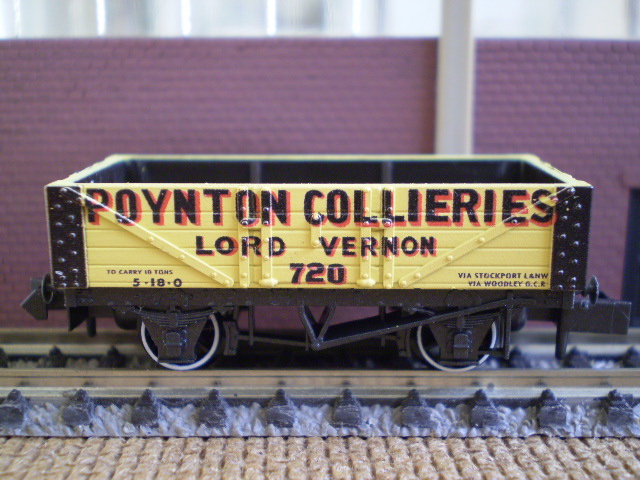 POYNTON COLLIERIES
LORD VERNON
720
TO CARRY 10 TONS
5-18-0
VIA STOCKPORT L&NW
VIA WOODLEY G.C.R